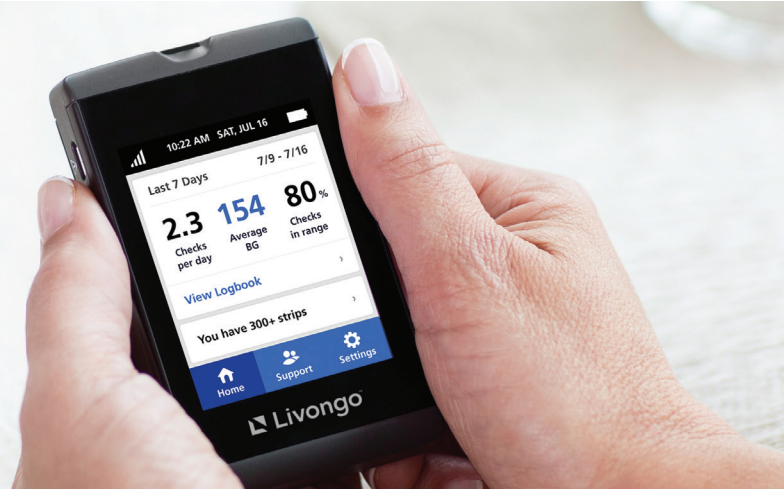 10:22 AM SAT, JUL 16
Last 7 Days 7/9 - 7/16
2.3 154 80%
Checks per day
Average BG
Checks in range
View Logbook
You have 300+ strips
Home Support Settings
Livongo